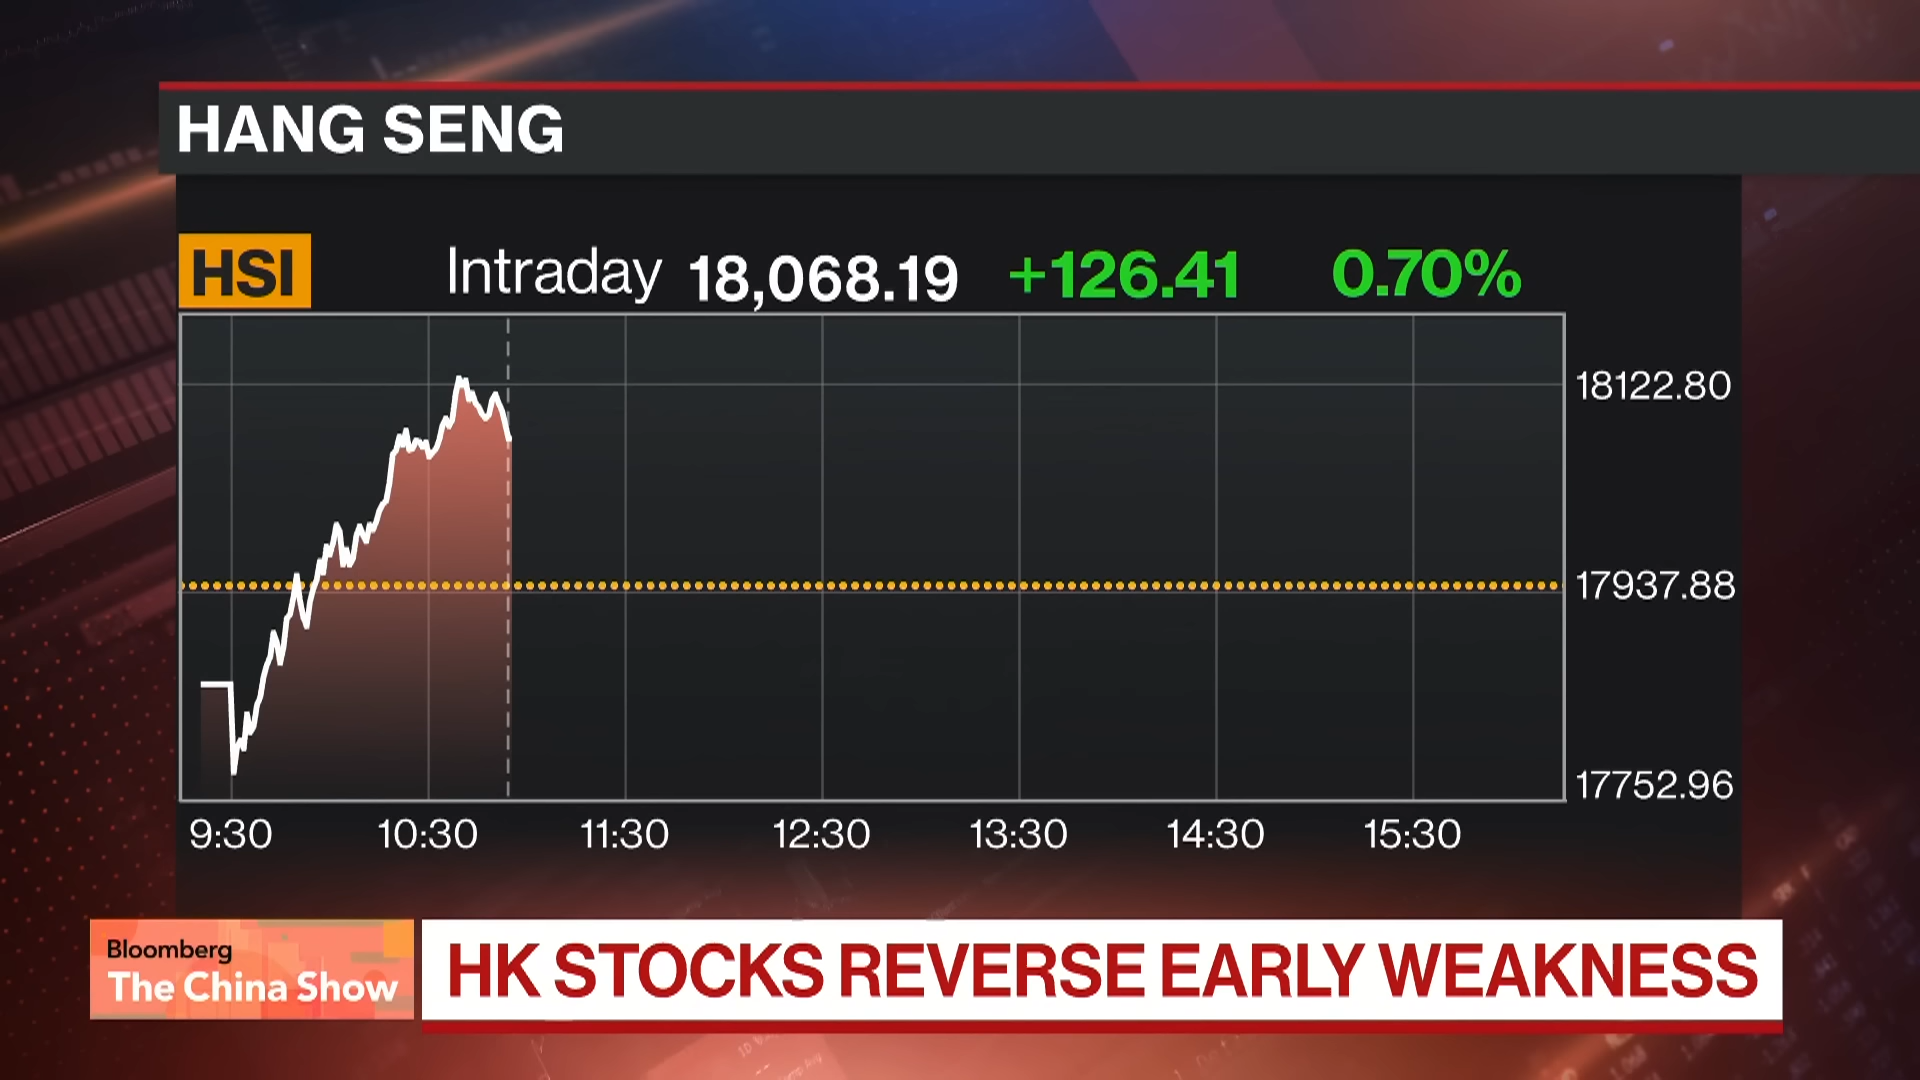 HANG SENG
HSI Intraday 18,068.19 +126.41 0.70%
18122.80
17937.88
17752.96
9:30 10:30 11:30 12:30 13:30 14:30 15:30
Bloomberg
The China Show
HK STOCKS REVERSE EARLY WEAKNESS